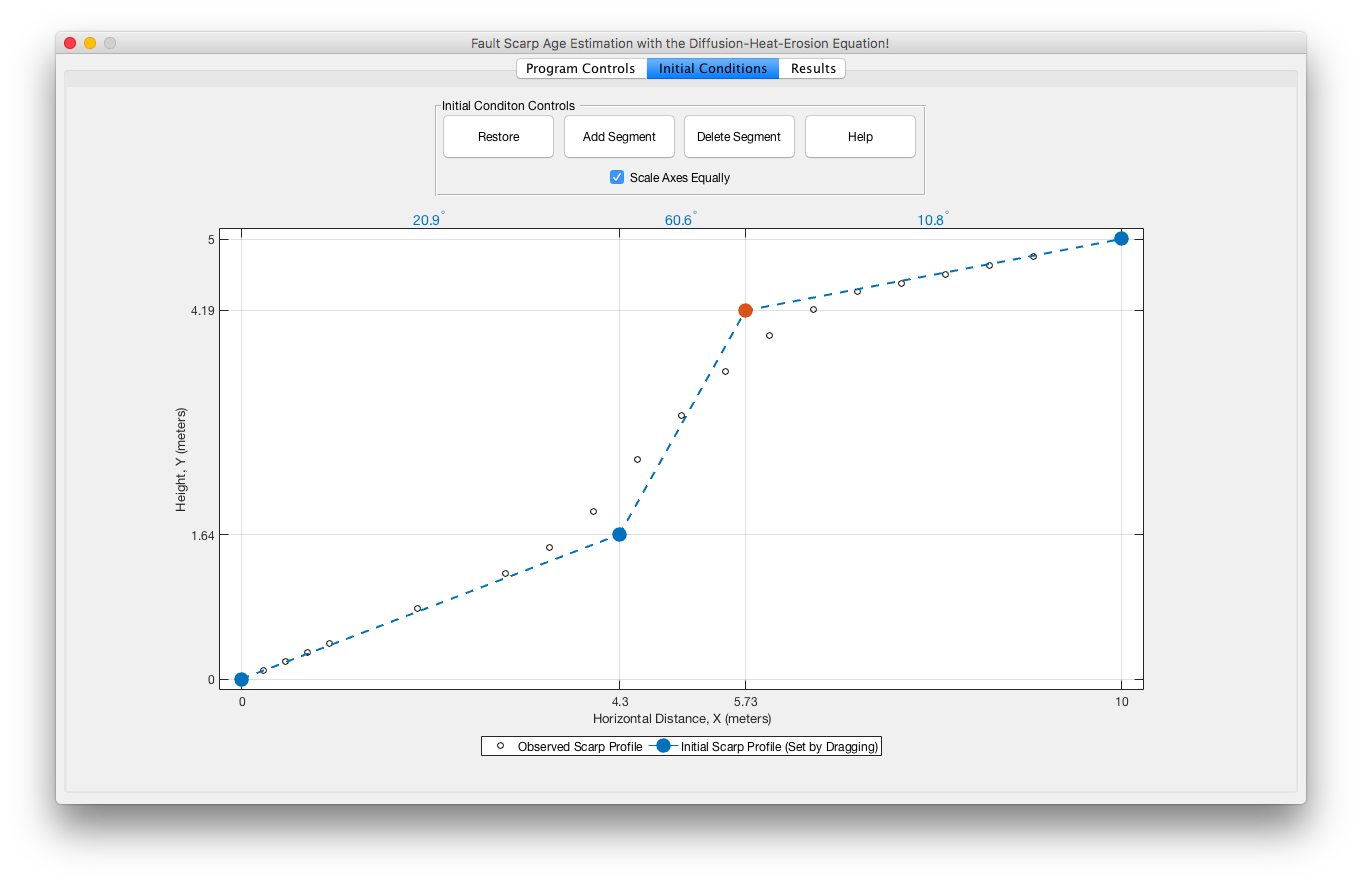 Fault Scarp Age Estimation with the Diffusion-Heat-Erosion Equation!
Program Controls Initial Conditions Results
Initial Conditon Controls
Restore Add Segment Delete Segment Help
Scale Axes Equally
20.9° 60.6° 10.8°
5
4.19
1.64
0
Height, Y (meters)
0 4.3 5.73 10
Horizontal Distance, X (meters)
Observed Scarp Profile Initial Scarp Profile (Set by Dragging)